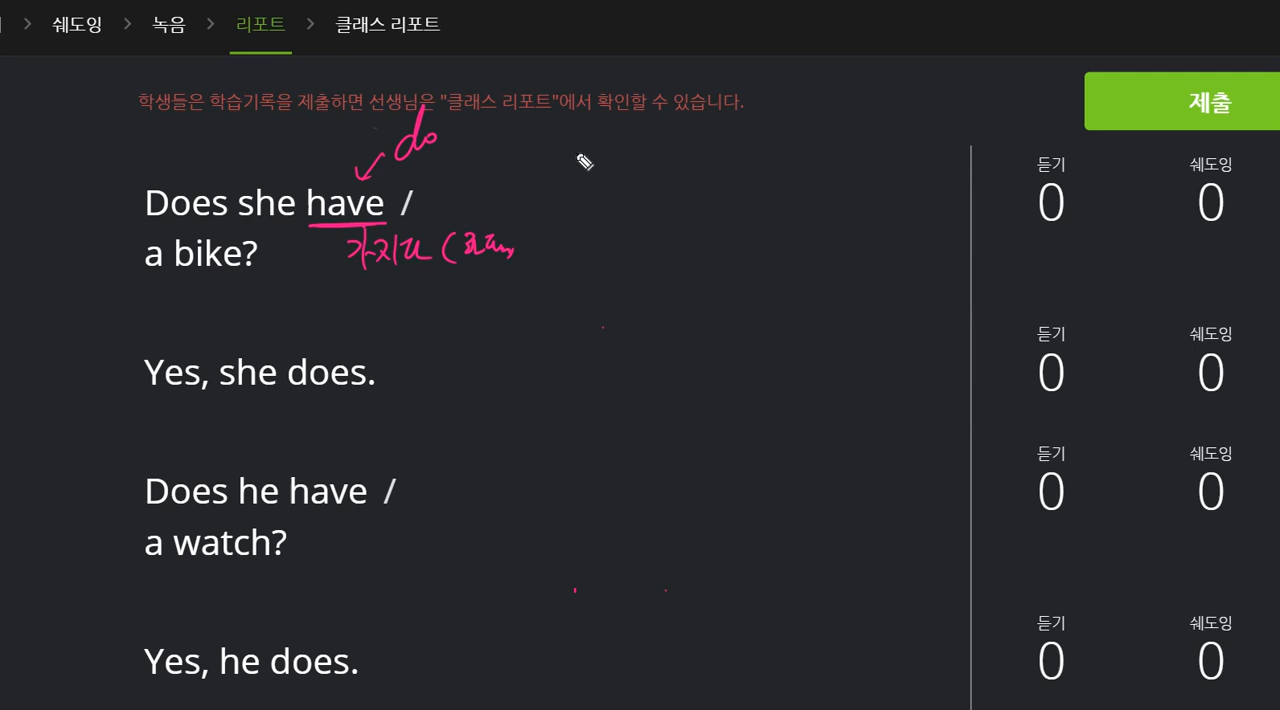 쉐도잉 > 녹음 > 리포트 > 클래스 리포트
학생들은 학습기록을 제출하면 선생님은 "클래스 리포트"에서 확인할 수 있습니다.
제출
do
듣기 쉐도잉
Does she have / 0 0
a bike?
듣기 쉐도잉
Yes, she does. 0 0
듣기 쉐도잉
Does he have / 0 0
a watch?
듣기 쉐도잉
Yes, he does. 0 0